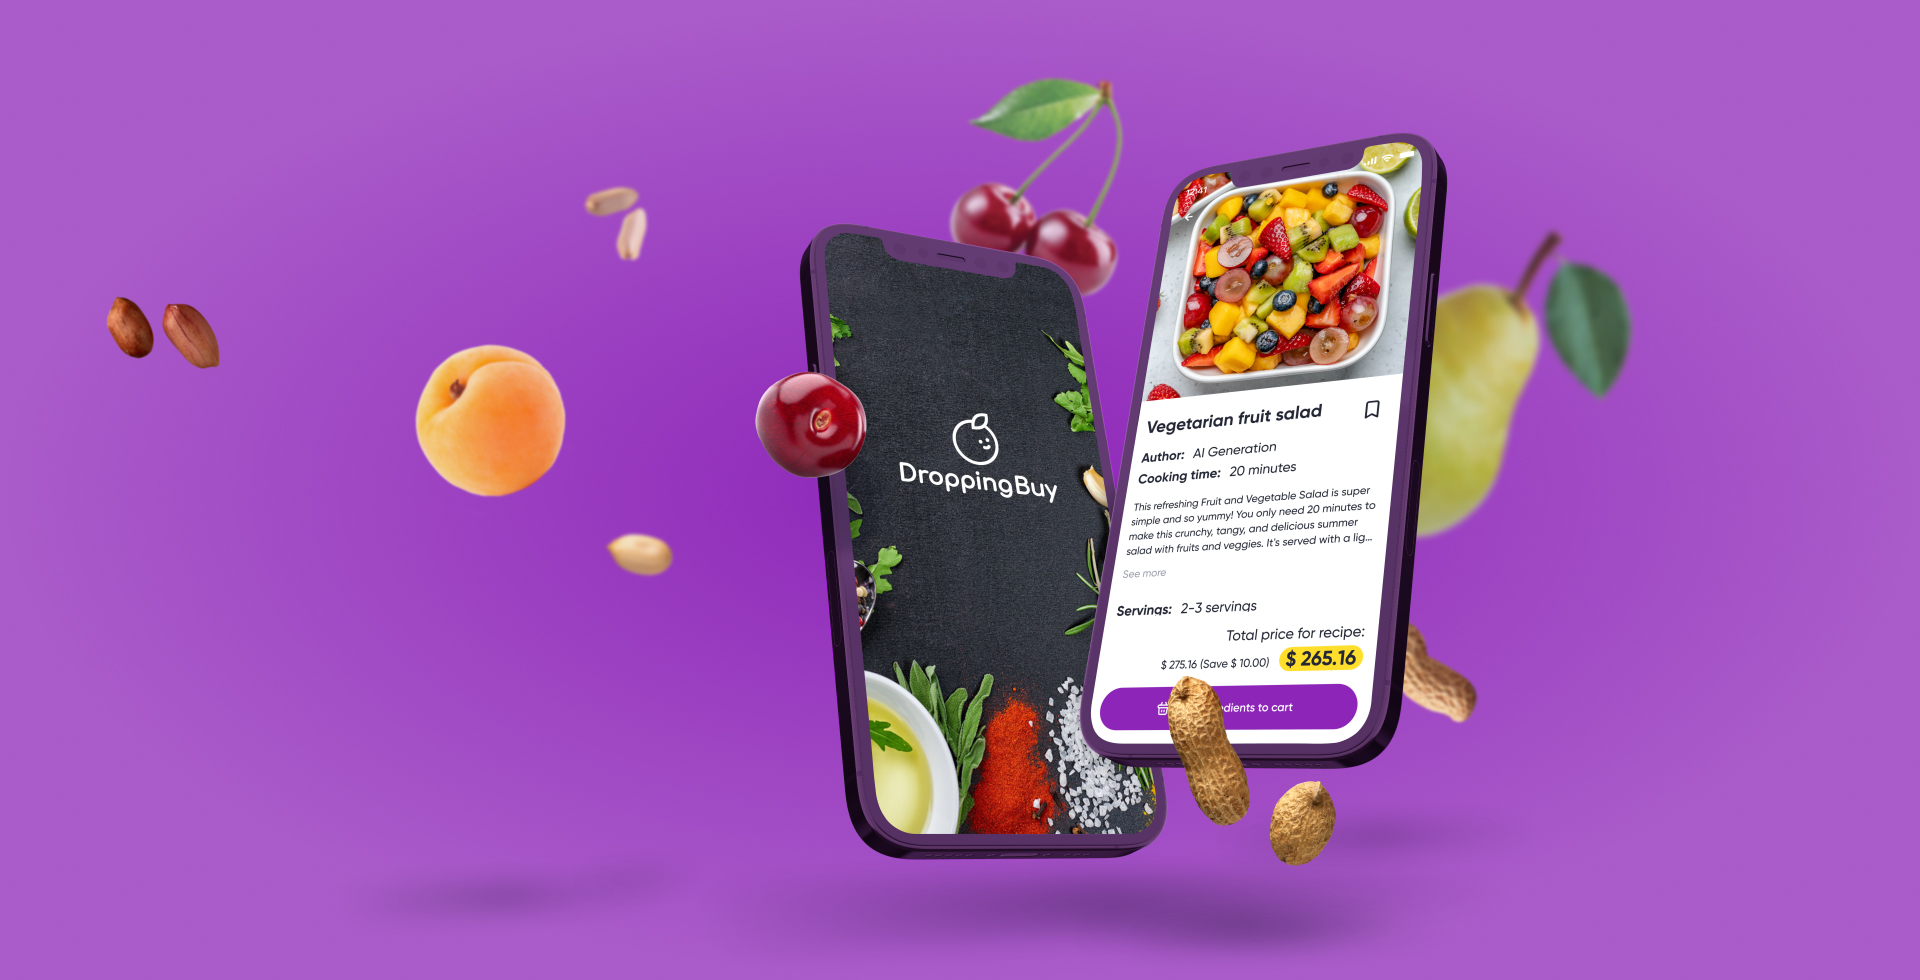 DroppingBuy
12:41
Vegetarian fruit salad
Author: AI Generation
Cooking time: 20 minutes
This refreshing Fruit and Vegetable Salad is super
simple and so yummy! You only need 20 minutes to
make this crunchy, tangy, and delicious summer
salad with fruits and veggies. It's served with a lig...
See more
Servings: 2-3 servings
Total price for recipe:
$ 275.16 (Save $ 10.00) $ 265.16
to cart